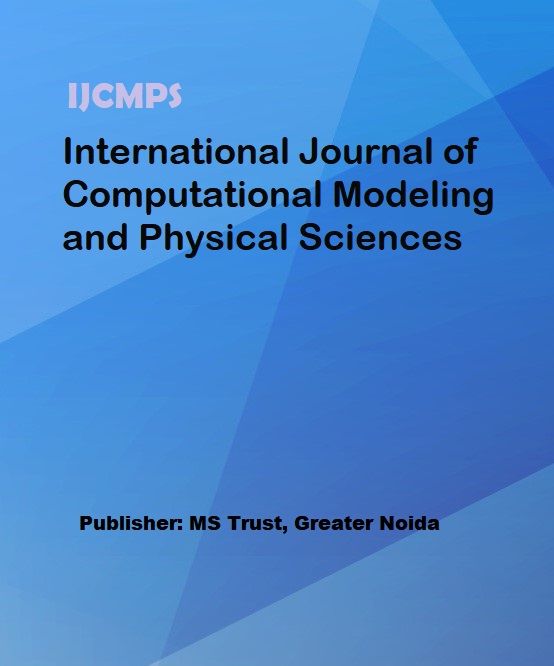 IJCMPS
International Journal of
Computational Modeling
and Physical Sciences
Publisher: MS Trust, Greater Noida